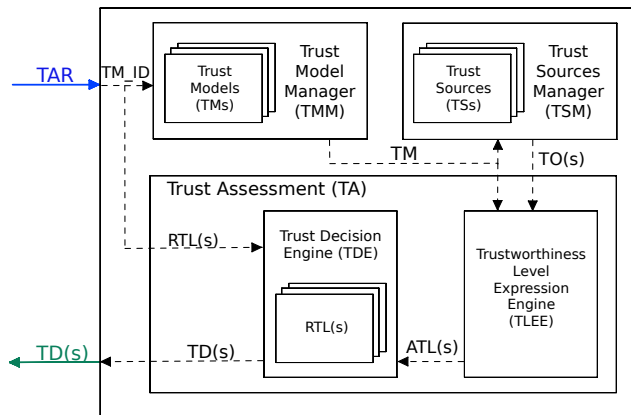 TAR
TM_ID
Trust
Models
(TMs)
Trust
Model
Manager
(TMM)
Trust
Sources
(TSs)
Trust
Sources
Manager
(TSM)
TM
TO(s)
Trust Assessment (TA)
RTL(s)
Trust Decision
Engine (TDE)
RTL(s)
Trustworthiness
Level
Expression
Engine
(TLEE)
TD(s)
TD(s)
ATL(s)